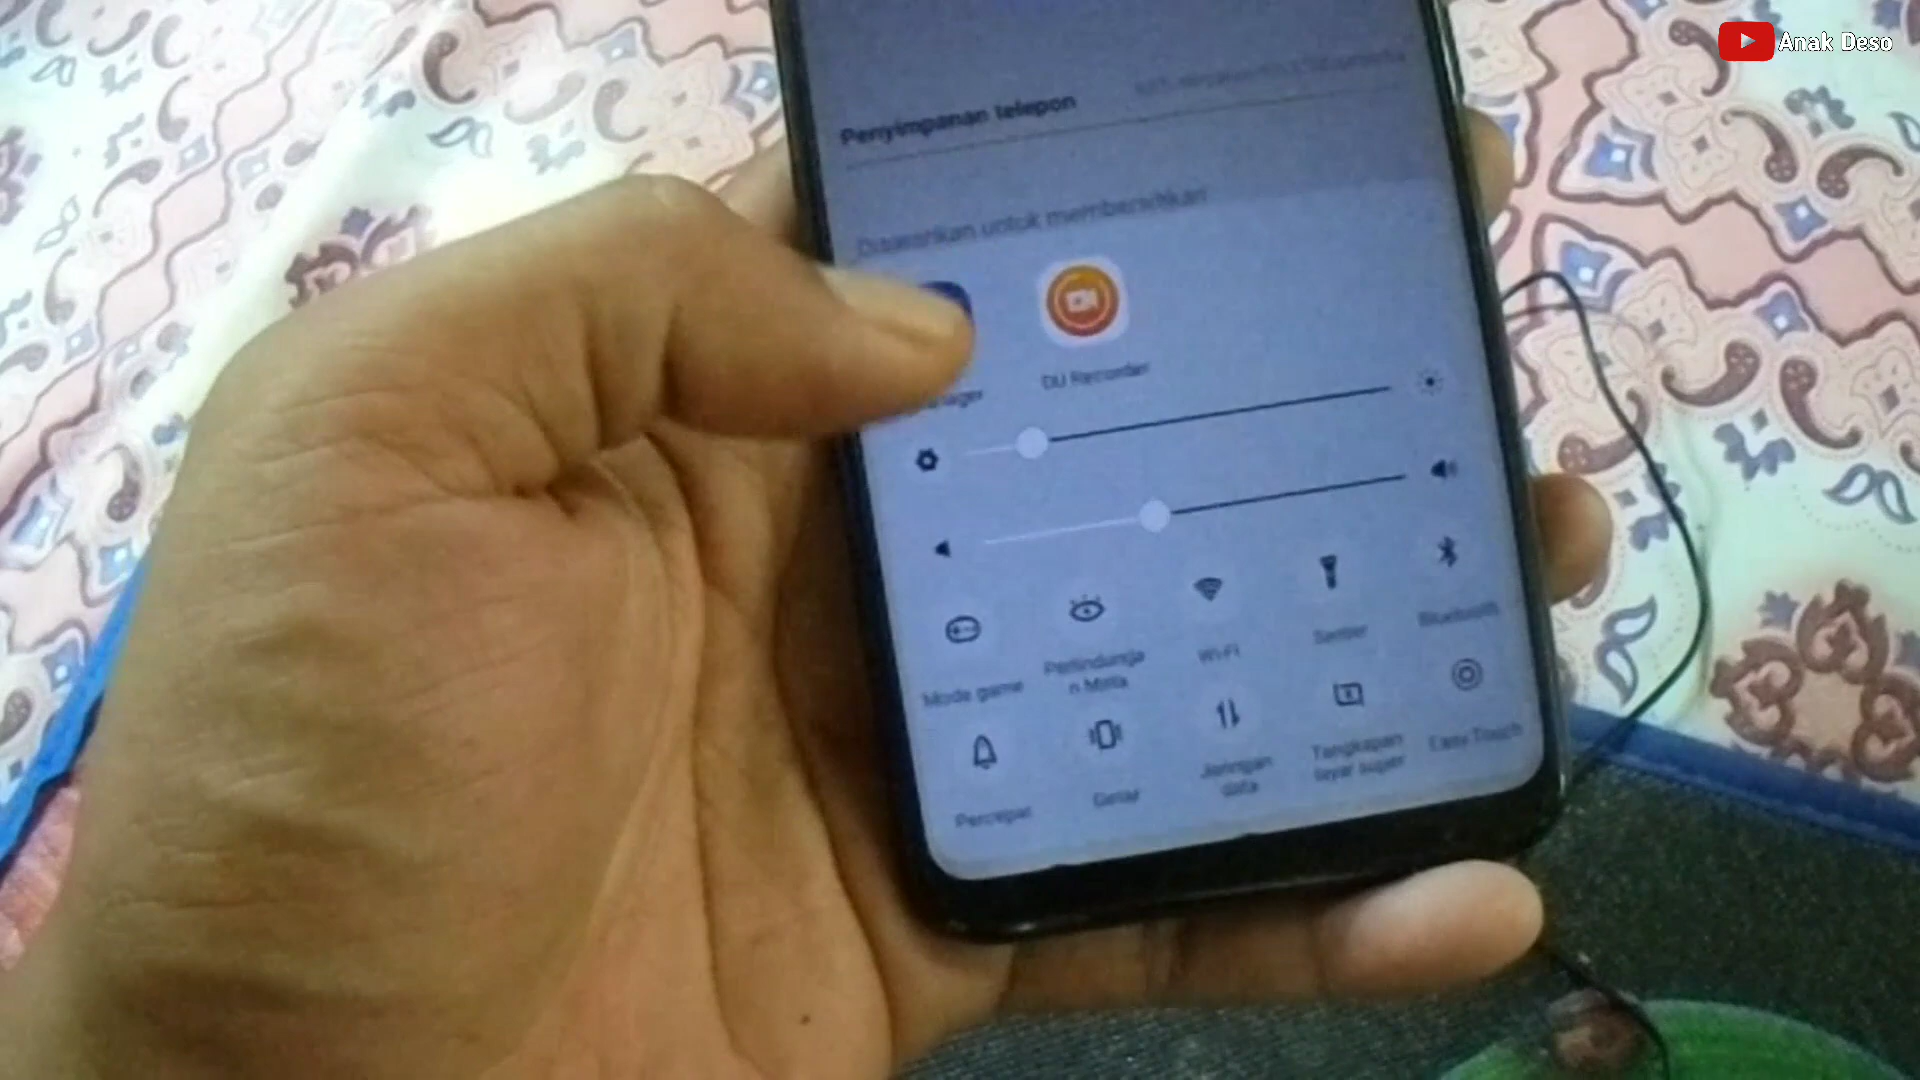 Anak Deso
Penyimpanan telepon
Disarankan untuk membersihkan
DU Recorder
Mode game
Perlindunga
n Mata
Wi-Fi
Senter
Bluetooth
Percepat
Getar
Jaringan
data
Tangkapan
layar super
Easy Touch